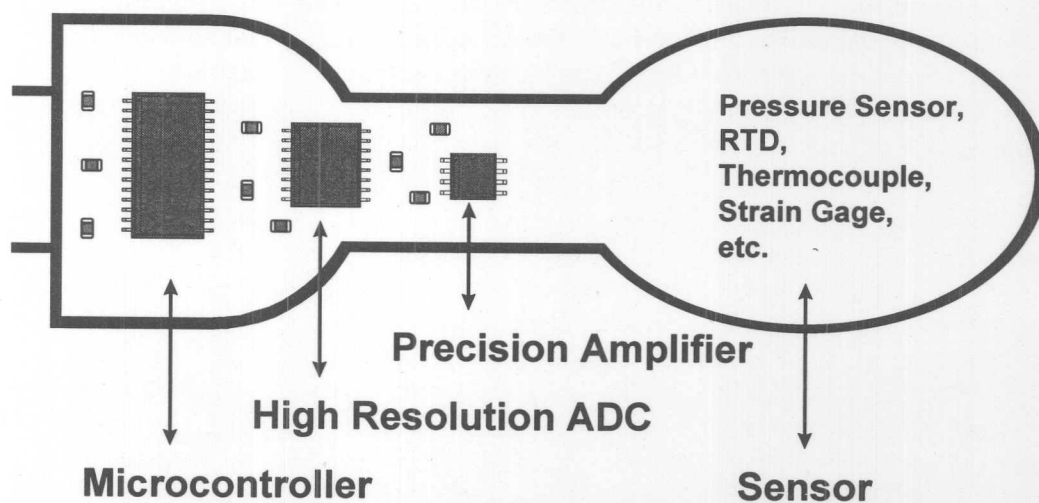 Pressure Sensor,
RTD,
Thermocouple,
Strain Gage,
etc.
Precision Amplifier
High Resolution ADC
Microcontroller
Sensor